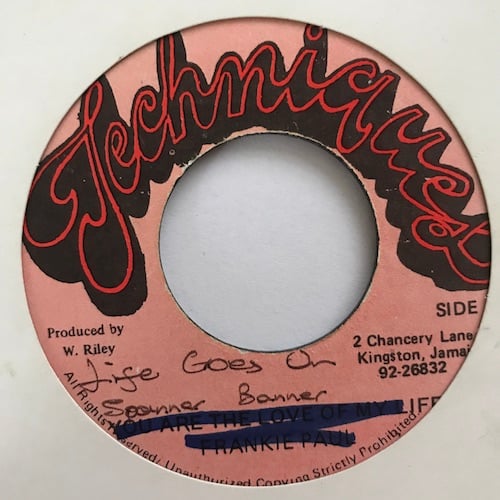 Techniques
SIDE
Produced by
W. Riley
2 Chancery Lane
Kingston, Jamai
92-26832
Life Goes On
Spanner Banner
YOU ARE THE LOVE OF MY LIFE
FRANKIE PAUL
All Rights Reserved/Unauthorized Copying Strictly Prohibited